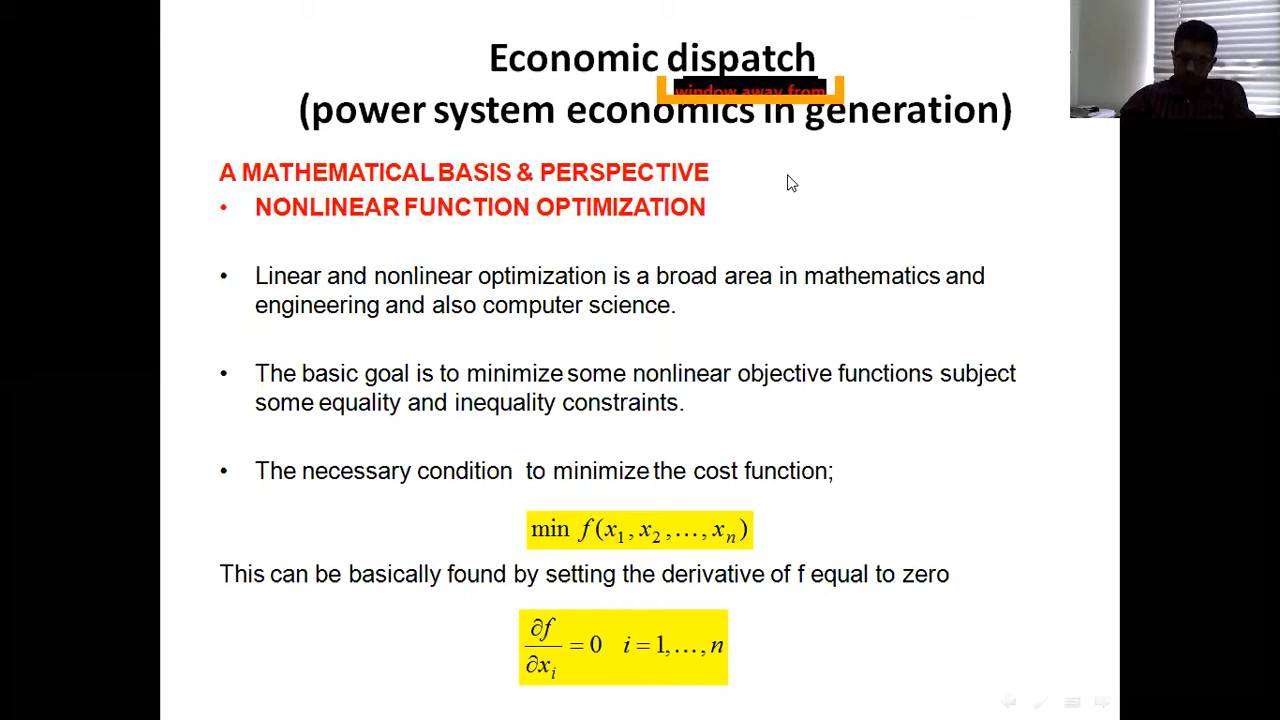 Economic dispatch
window away from
(power system economics in generation)
A MATHEMATICAL BASIS & PERSPECTIVE
• NONLINEAR FUNCTION OPTIMIZATION
• Linear and nonlinear optimization is a broad area in mathematics and
engineering and also computer science.
• The basic goal is to minimize some nonlinear objective functions subject
some equality and inequality constraints.
• The necessary condition to minimize the cost function;
min f(x₁, x₂, …, xₙ)
This can be basically found by setting the derivative of f equal to zero
∂f/∂xᵢ = 0 i = 1, …, n